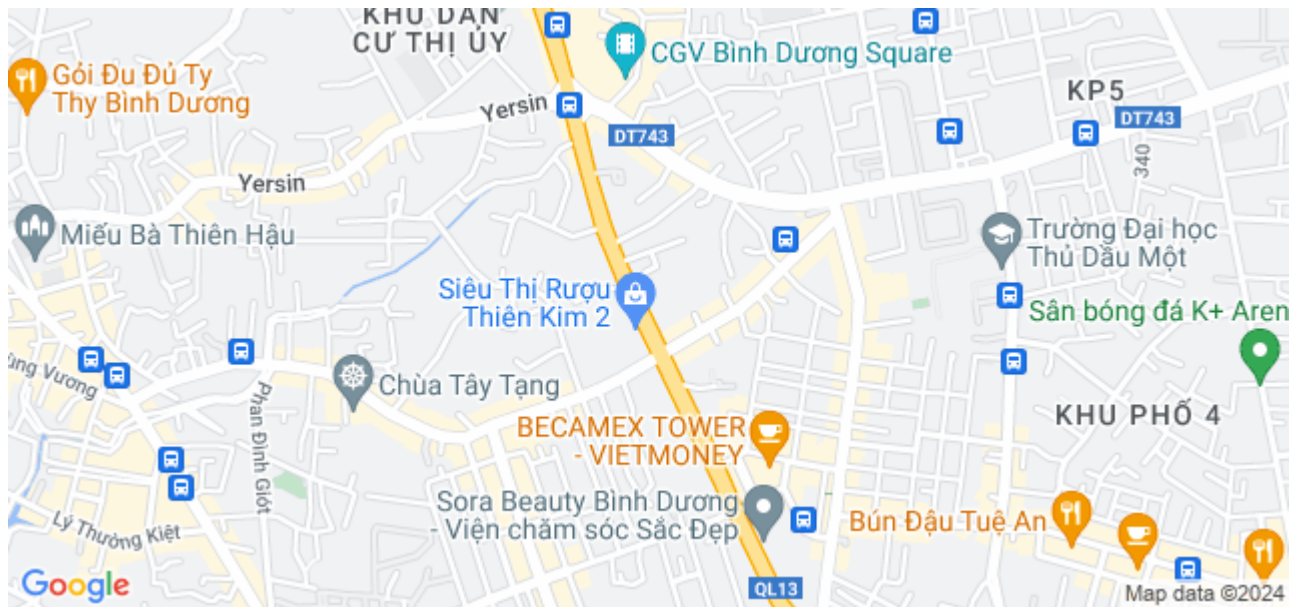 KHU DÂN
CƯ THỊ ỦY
CGV Bình Dương Square
Gỏi Đu Đủ Ty
Thy Bình Dương
Yersin
KP5
DT743
DT743
340
Yersin
Miếu Bà Thiên Hậu
Trường Đại học
Thủ Dầu Một
Siêu Thị Rượu
Thiên Kim 2
Sân bóng đá K+ Aren
ùng Vương
Chùa Tây Tạng
Phan Đình Giót
KHU PHỐ 4
BECAMEX TOWER
- VIETMONEY
Sora Beauty Bình Dương
- Viện chăm sóc Sắc Đẹp
Bún Đậu Tuệ An
Lý Thường Kiệt
Google
QL13
Map data ©2024